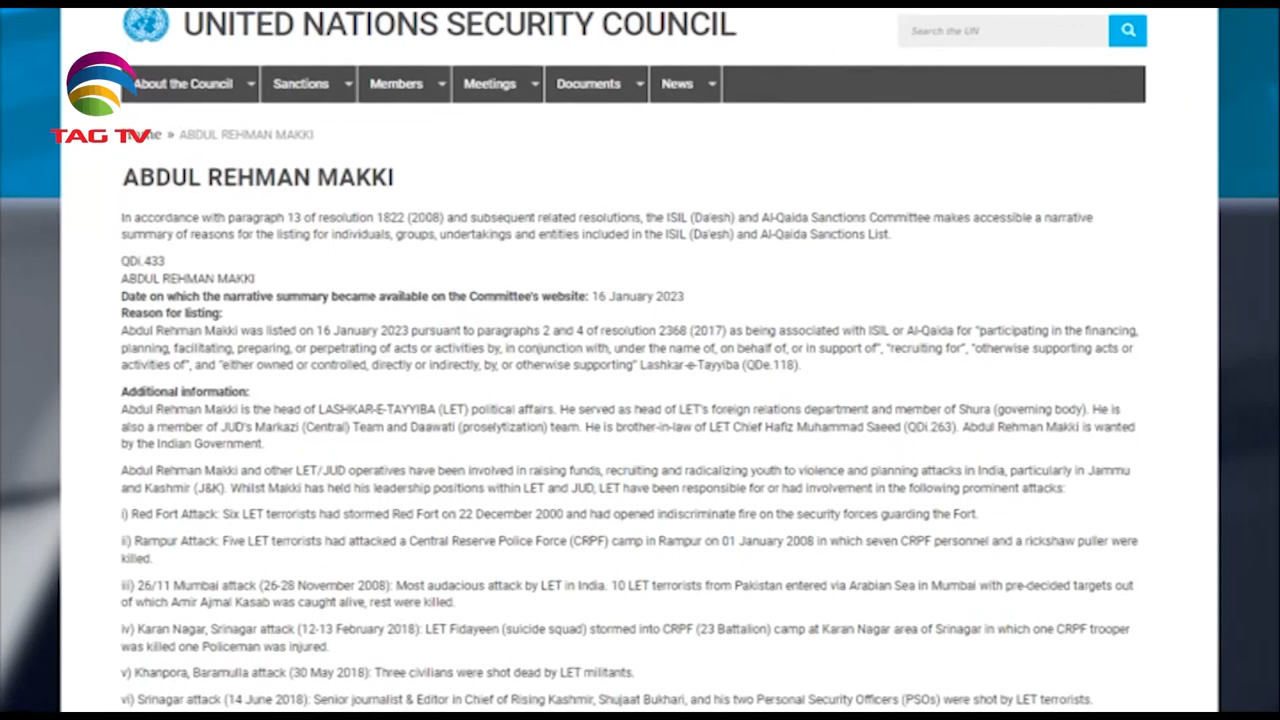 UNITED NATIONS SECURITY COUNCIL
Search the UN
About the Council
Sanctions
Members
Meetings
Documents
News
TAG TV
Home » ABDUL REHMAN MAKKI
ABDUL REHMAN MAKKI
In accordance with paragraph 13 of resolution 1822 (2008) and subsequent related resolutions, the ISIL (Da'esh) and Al-Qaida Sanctions Committee makes accessible a narrative
summary of reasons for the listing for individuals, groups, undertakings and entities included in the ISIL (Da'esh) and Al-Qaida Sanctions List.
QDi.433
ABDUL REHMAN MAKKI
Date on which the narrative summary became available on the Committee's website: 16 January 2023
Reason for listing:
Abdul Rehman Makki was listed on 16 January 2023 pursuant to paragraphs 2 and 4 of resolution 2368 (2017) as being associated with ISIL or Al-Qaida for "participating in the financing,
planning, facilitating, preparing, or perpetrating of acts or activities by, in conjunction with, under the name of, on behalf of, or in support of", "recruiting for", "otherwise supporting acts or
activities of", and "either owned or controlled, directly or indirectly, by, or otherwise supporting" Lashkar-e-Tayyiba (QDe.118).
Additional information:
Abdul Rehman Makki is the head of LASHKAR-E-TAYYIBA (LET) political affairs. He served as head of LET's foreign relations department and member of Shura (governing body). He is
also a member of JUD's Markazi (Central) Team and Daawati (proselytization) team. He is brother-in-law of LET Chief Hafiz Muhammad Saeed (QDi.263). Abdul Rehman Makki is wanted
by the Indian Government.
Abdul Rehman Makki and other LET/JUD operatives have been involved in raising funds, recruiting and radicalizing youth to violence and planning attacks in India, particularly in Jammu
and Kashmir (J&K). Whilst Makki has held his leadership positions within LET and JUD, LET have been responsible for or had involvement in the following prominent attacks:
i) Red Fort Attack: Six LET terrorists had stormed Red Fort on 22 December 2000 and had opened indiscriminate fire on the security forces guarding the Fort.
ii) Rampur Attack: Five LET terrorists had attacked a Central Reserve Police Force (CRPF) camp in Rampur on 01 January 2008 in which seven CRPF personnel and a rickshaw puller were
killed.
iii) 26/11 Mumbai attack (26-28 November 2008): Most audacious attack by LET in India. 10 LET terrorists from Pakistan entered via Arabian Sea in Mumbai with pre-decided targets out
of which Amir Ajmal Kasab was caught alive, rest were killed.
iv) Karan Nagar, Srinagar attack (12-13 February 2018): LET Fidayeen (suicide squad) stormed into CRPF (23 Battalion) camp at Karan Nagar area of Srinagar in which one CRPF trooper
was killed one Policeman was injured.
v) Khanpora, Baramulla attack (30 May 2018): Three civilians were shot dead by LET militants.
vi) Srinagar attack (14 June 2018): Senior journalist & Editor in Chief of Rising Kashmir, Shujaat Bukhari, and his two Personal Security Officers (PSOs) were shot by LET terrorists.